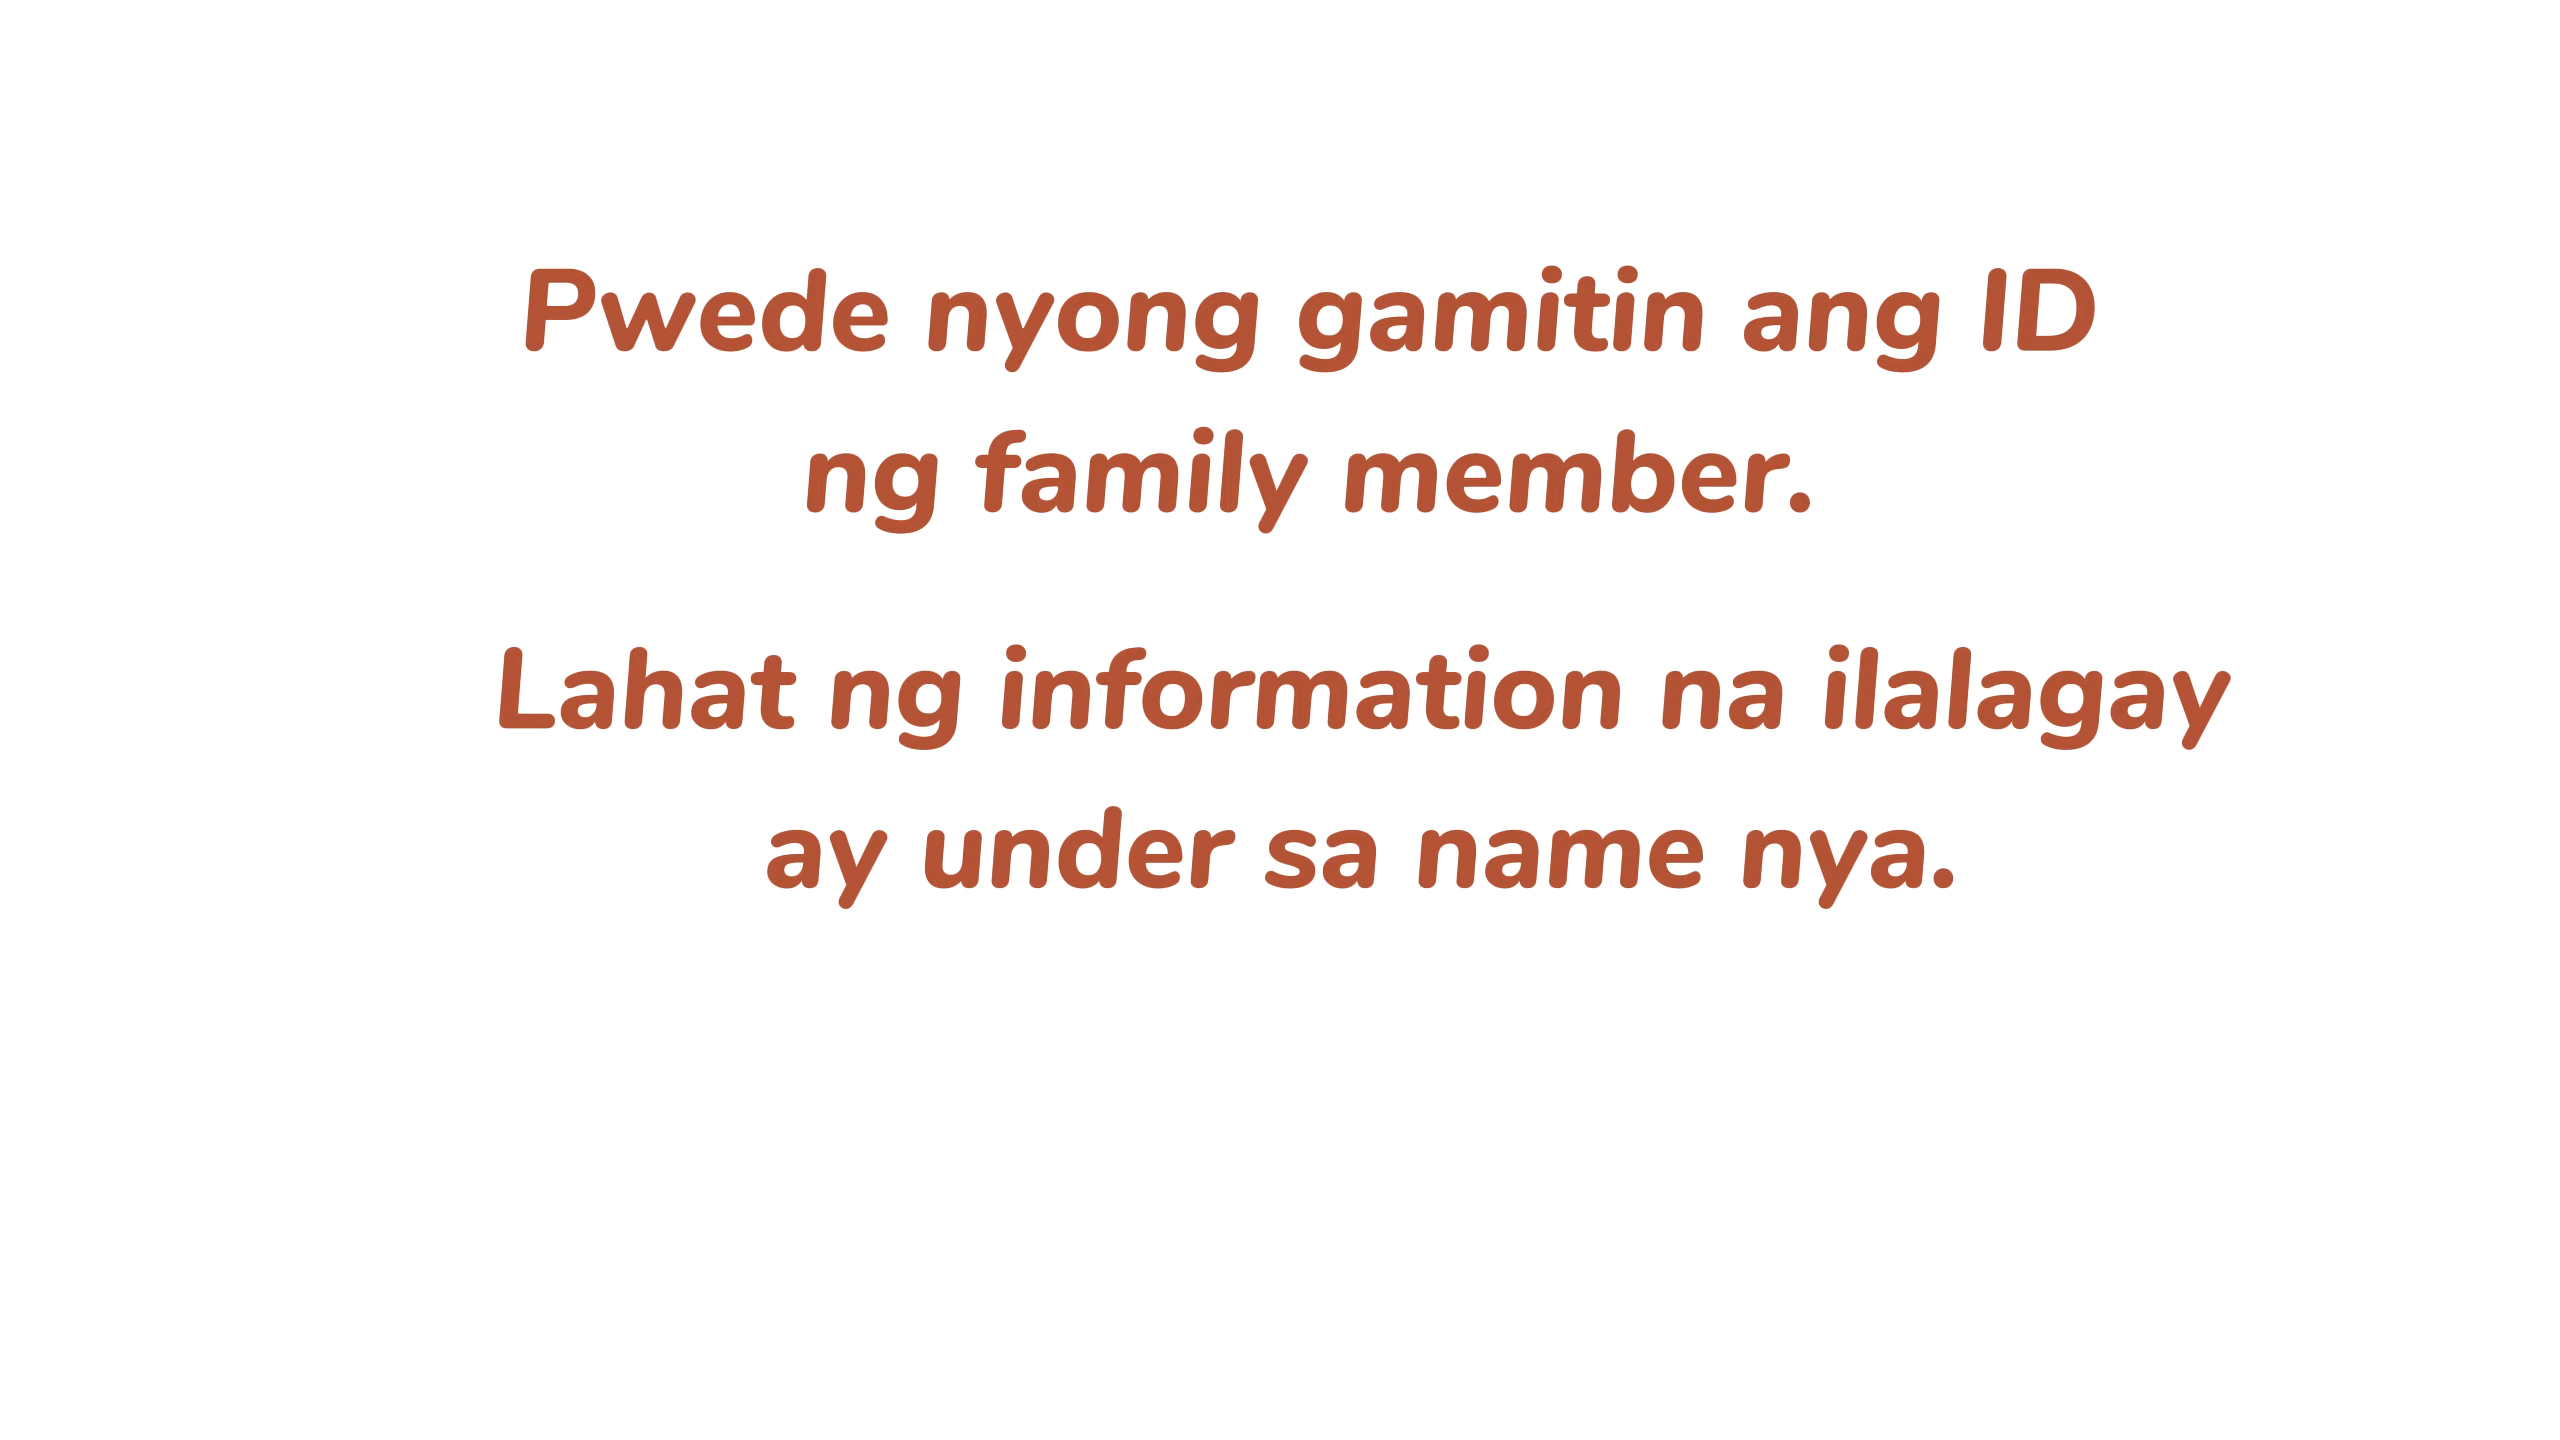 Pwede nyong gamitin ang ID
ng family member.
Lahat ng information na ilalagay
ay under sa name nya.